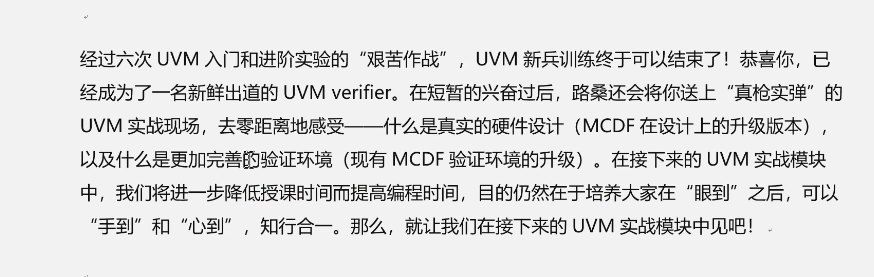 经过六次 UVM 入门和进阶实验的“艰苦作战”，UVM 新兵训练终于可以结束了！恭喜你，已
经成为了一名新鲜出道的 UVM verifier。在短暂的兴奋过后，路桑还会将你送上“真枪实弹”的
UVM 实战现场，去零距离地感受——什么是真实的硬件设计（MCDF 在设计上的升级版本），
以及什么是更加完善的验证环境（现有 MCDF 验证环境的升级）。在接下来的 UVM 实战模块
中，我们将进一步降低授课时间而提高编程时间，目的仍然在于培养大家在“眼到”之后，可以
“手到”和“心到”，知行合一。那么，就让我们在接下来的 UVM 实战模块中见吧！